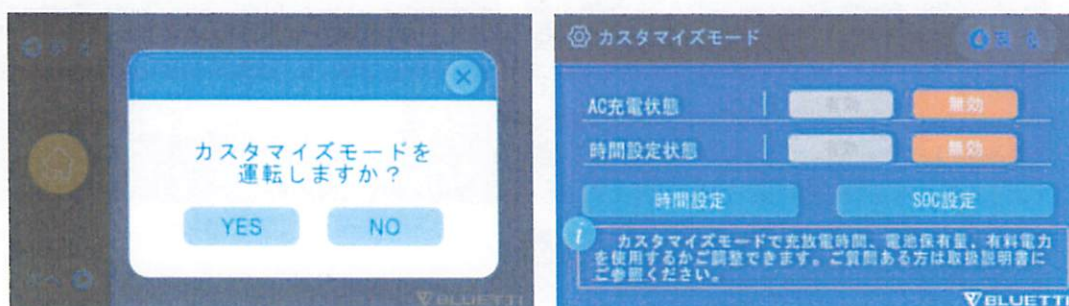 カスタマイズモードを
運転しますか?
YES
NO
BLUETTI
カスタマイズモード
AC充電状態
有効
無効
時間設定状態
有効
無効
時間設定
SOC設定
カスタマイズモードで充放電時間、電池保有量、有料電力
を使用するかご調整できます。ご質問ある方は取扱説明書に
ご参照ください。
BLUETTI